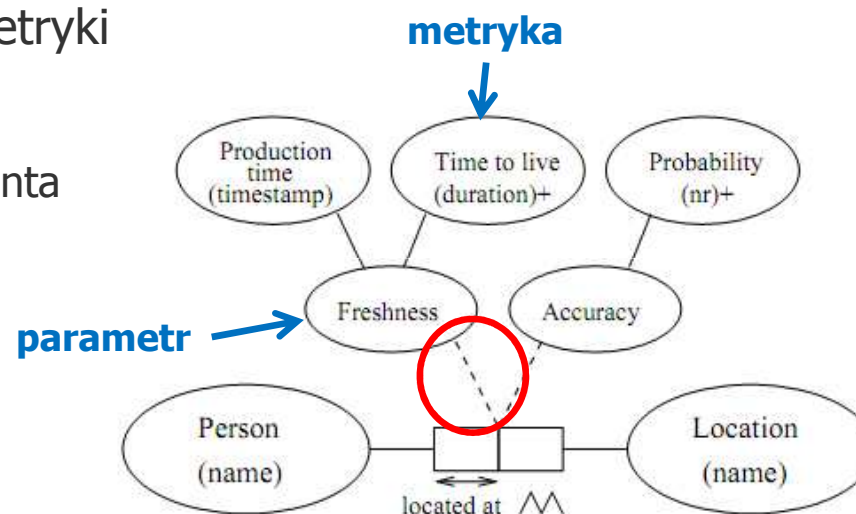 etryki
metryka
nta
Production
time
(timestamp)
Time to live
(duration)+
Probability
(nr)+
Freshness
Accuracy
parametr
Person
(name)
Location
(name)
located at